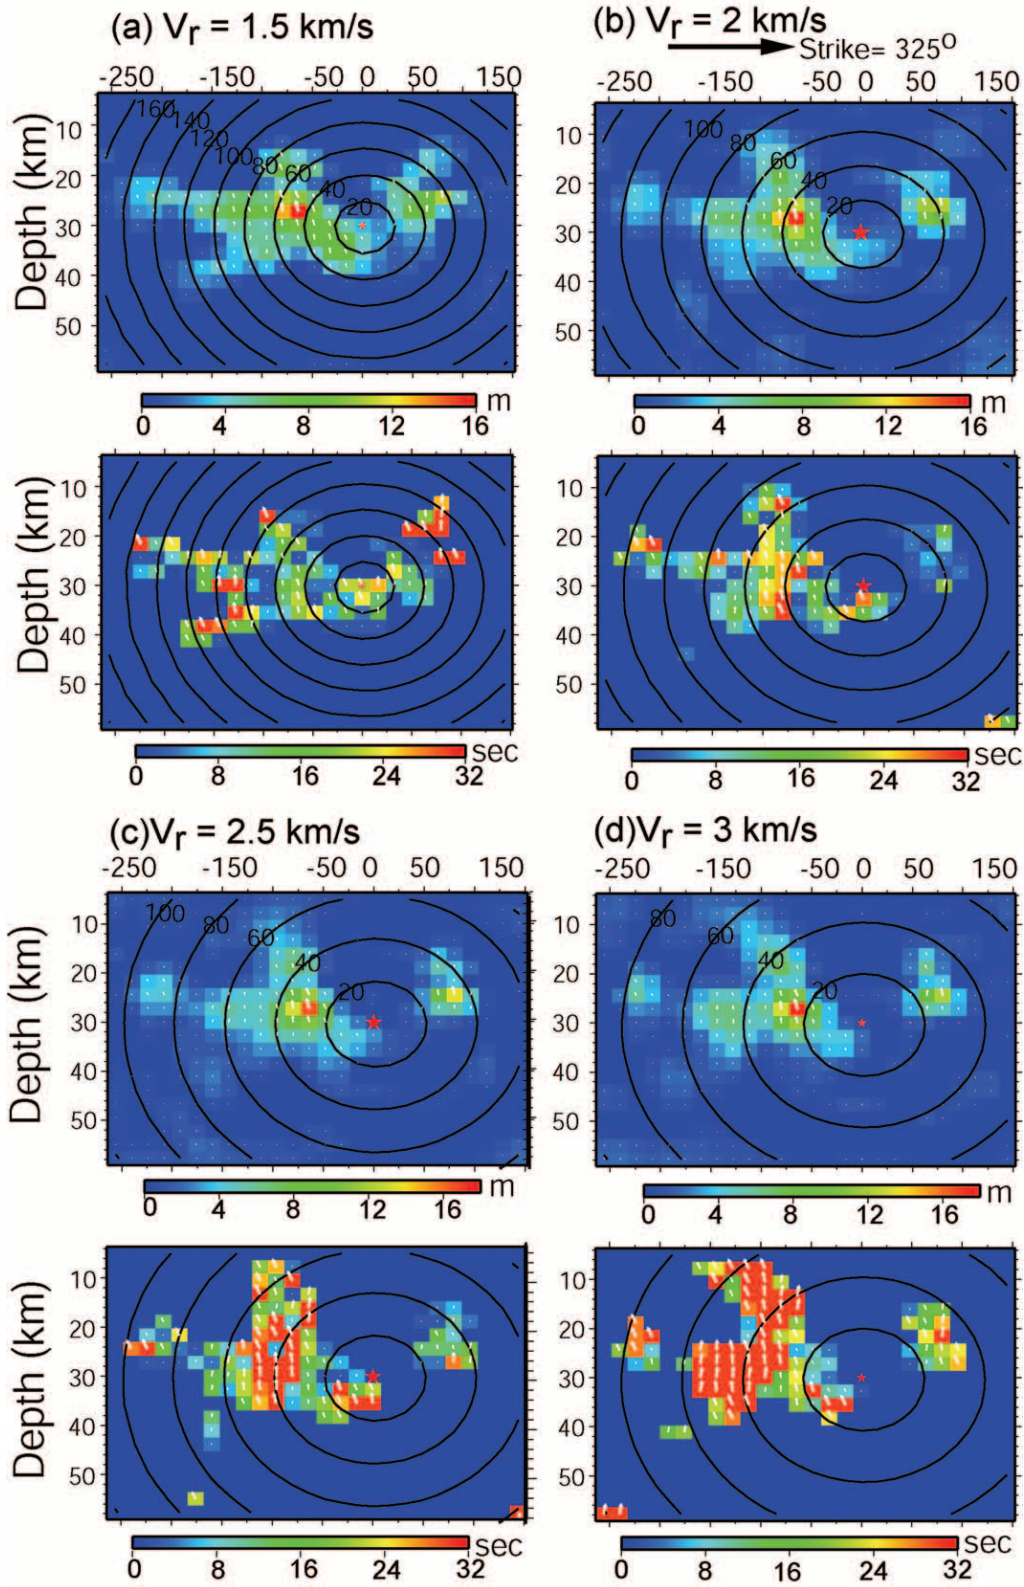 (a) Vr = 1.5 km/s
(b) Vr = 2 km/s
Strike= 325o
-250 -150 -50 0 50 150
-250 -150 -50 0 50 150
Depth (km)
10
20
30
40
50
160 140 120 100 80 60 40 20
10
20
30
40
50
100 80 60 40 20
0 4 8 12 16 m
0 4 8 12 16 m
Depth (km)
10
20
30
40
50
10
20
30
40
50
0 8 16 24 32 sec
0 8 16 24 32 sec
(c)Vr = 2.5 km/s
(d)Vr = 3 km/s
-250 -150 -50 0 50 150
-250 -150 -50 0 50 150
Depth (km)
10
20
30
40
50
100 80 60 40 20
10
20
30
40
50
80 60 40 20
0 4 8 12 16 m
0 4 8 12 16 m
Depth (km)
10
20
30
40
50
10
20
30
40
50
0 8 16 24 32 sec
0 8 16 24 32 sec